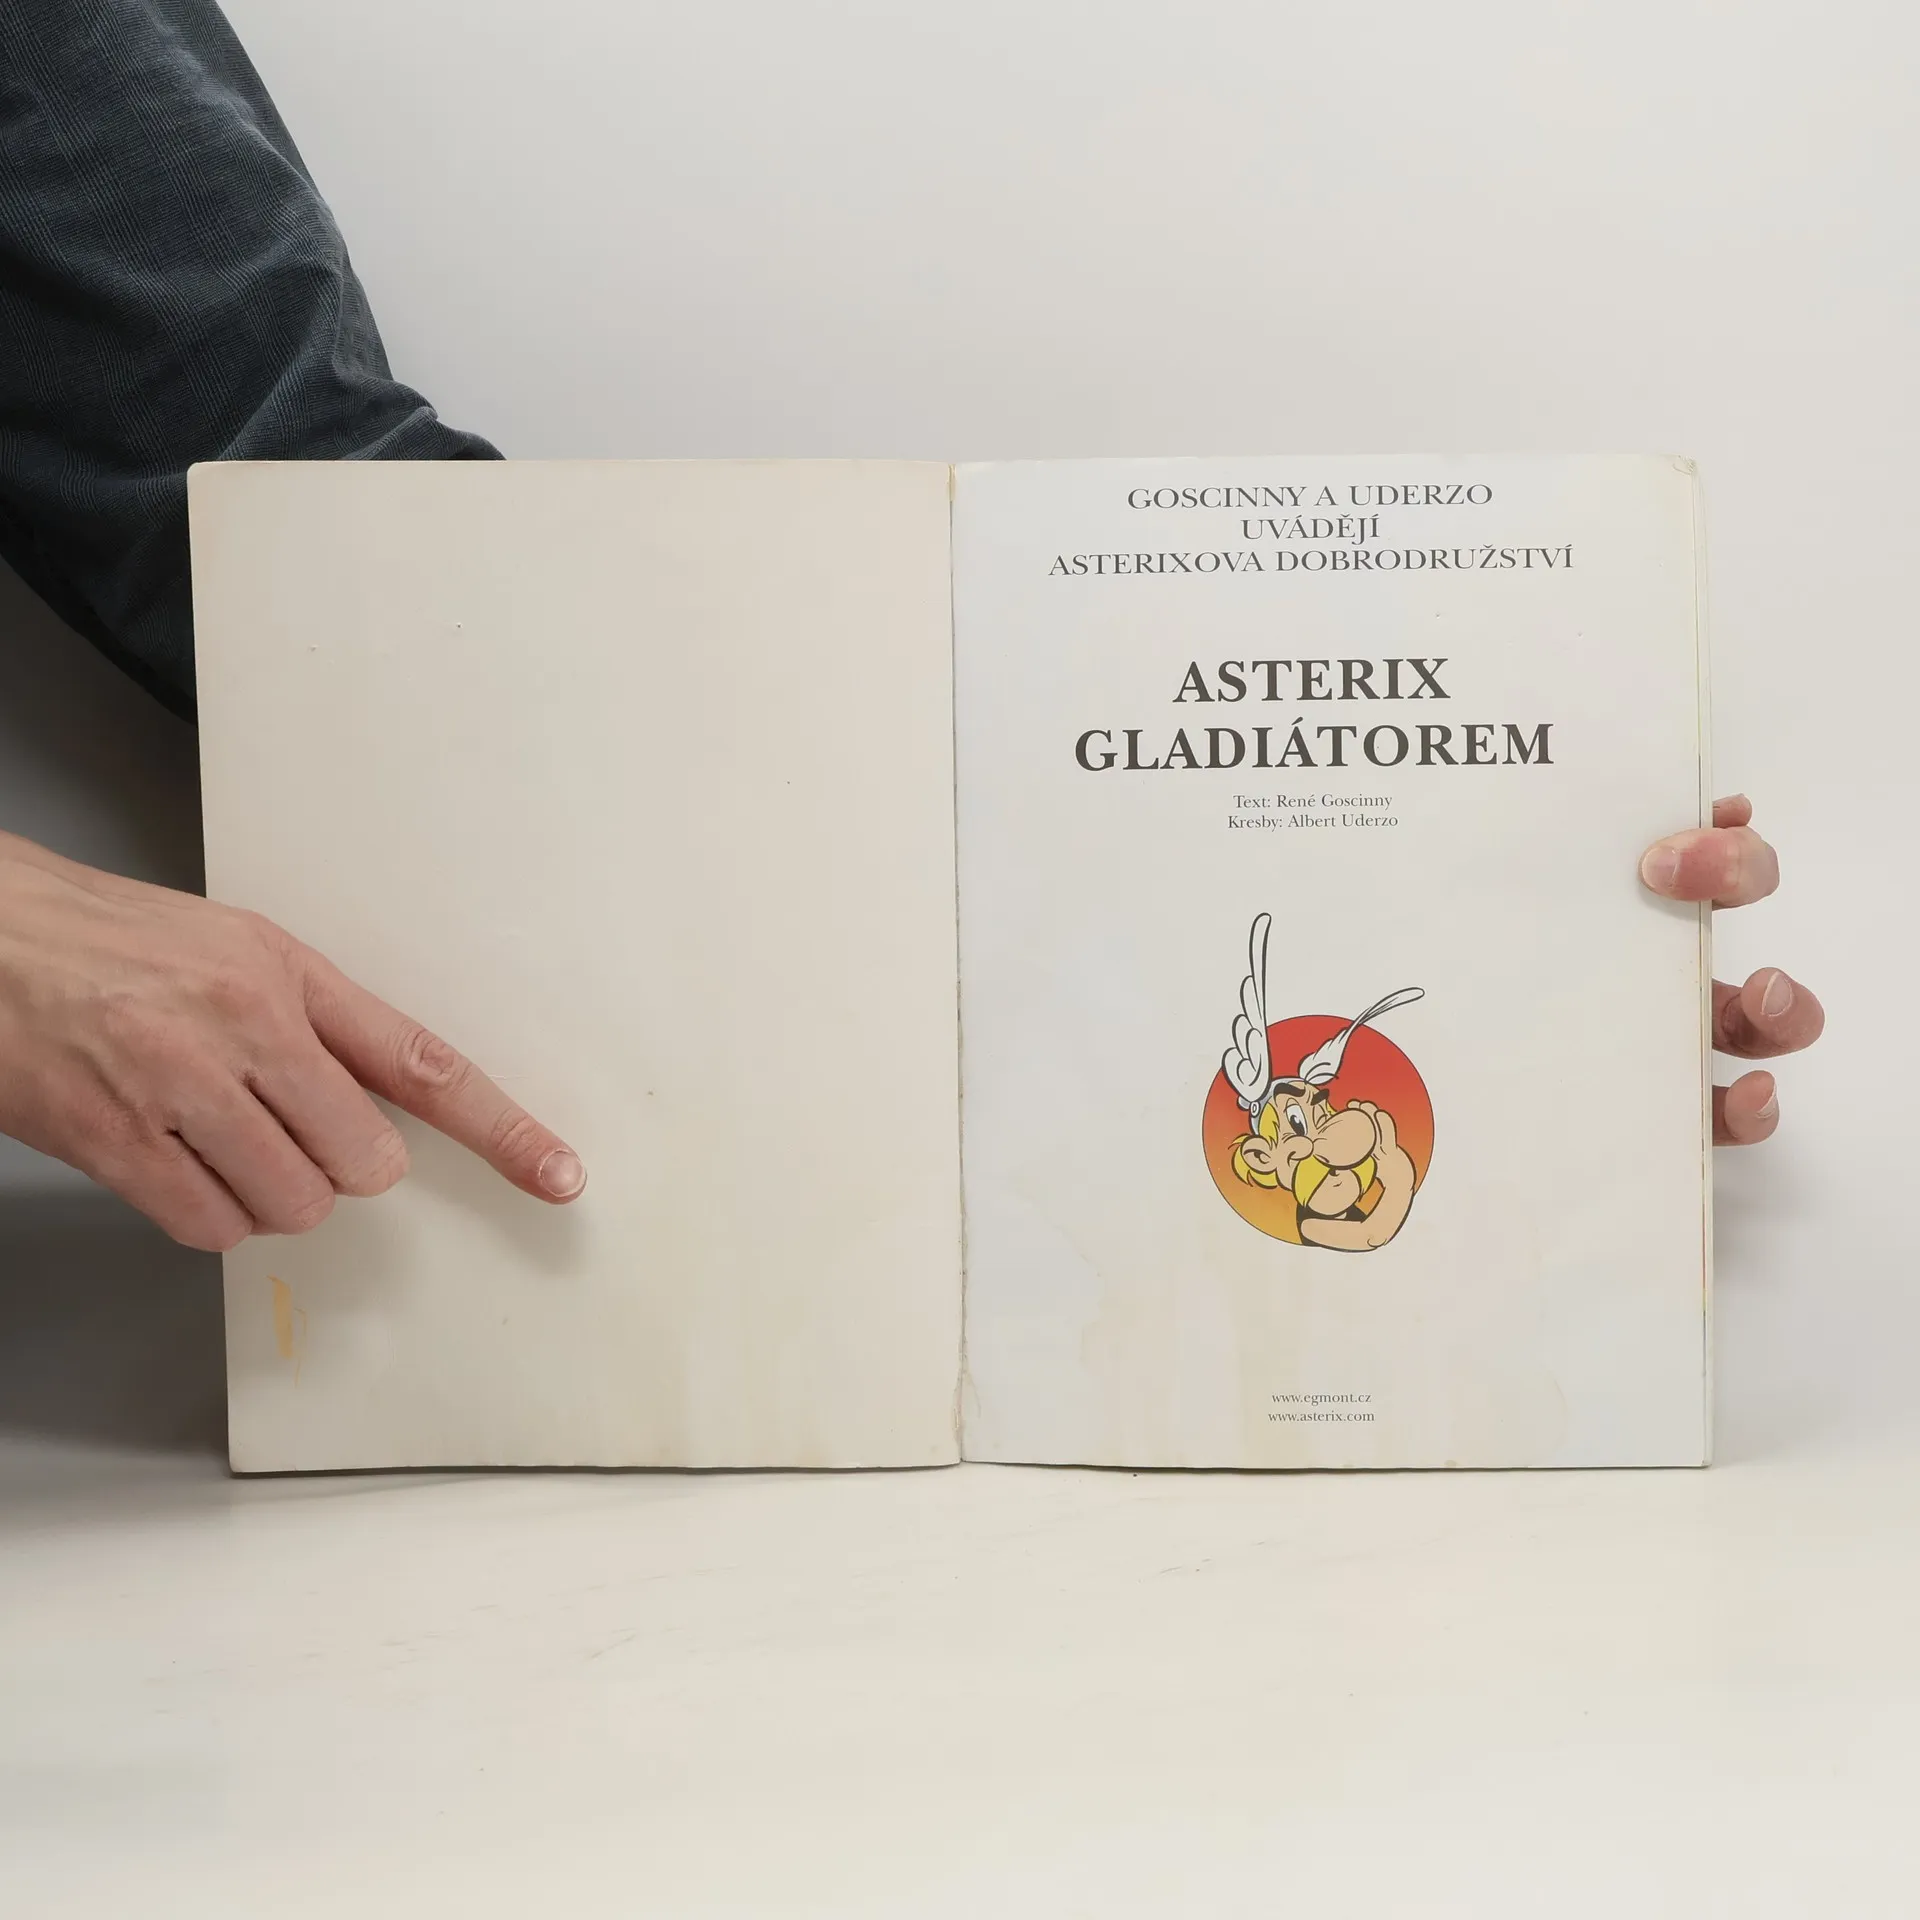 GOSCINNY A UDERZO
UVÁDĚJÍ
ASTERIXOVA DOBRODRUŽSTVÍ
ASTERIX
GLADIÁTOREM
Text: René Goscinny
Kresby: Albert Uderzo
www.egmont.cz
www.asterix.com